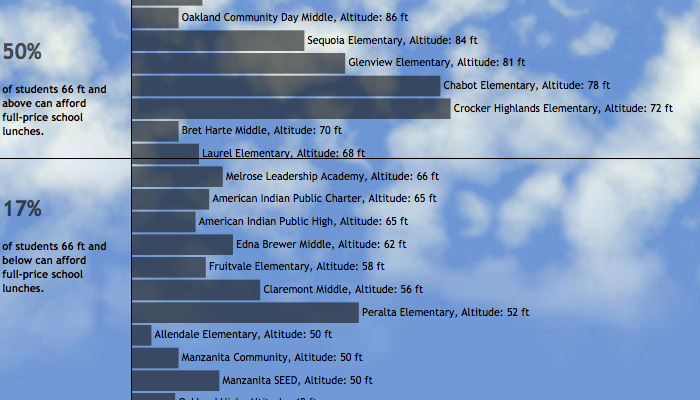 Oakland Community Day Middle, Altitude: 86 ft
Sequoia Elementary, Altitude: 84 ft
50%
Glenview Elementary, Altitude: 81 ft
of students 66 ft and
above can afford
full-price school
lunches.
Chabot Elementary, Altitude: 78 ft
Crocker Highlands Elementary, Altitude: 72 ft
Bret Harte Middle, Altitude: 70 ft
Laurel Elementary, Altitude: 68 ft
Melrose Leadership Academy, Altitude: 66 ft
American Indian Public Charter, Altitude: 65 ft
17%
American Indian Public High, Altitude: 65 ft
of students 66 ft and
below can afford
full-price school
lunches.
Edna Brewer Middle, Altitude: 62 ft
Fruitvale Elementary, Altitude: 58 ft
Claremont Middle, Altitude: 56 ft
Peralta Elementary, Altitude: 52 ft
Allendale Elementary, Altitude: 50 ft
Manzanita Community, Altitude: 50 ft
Manzanita SEED, Altitude: 50 ft